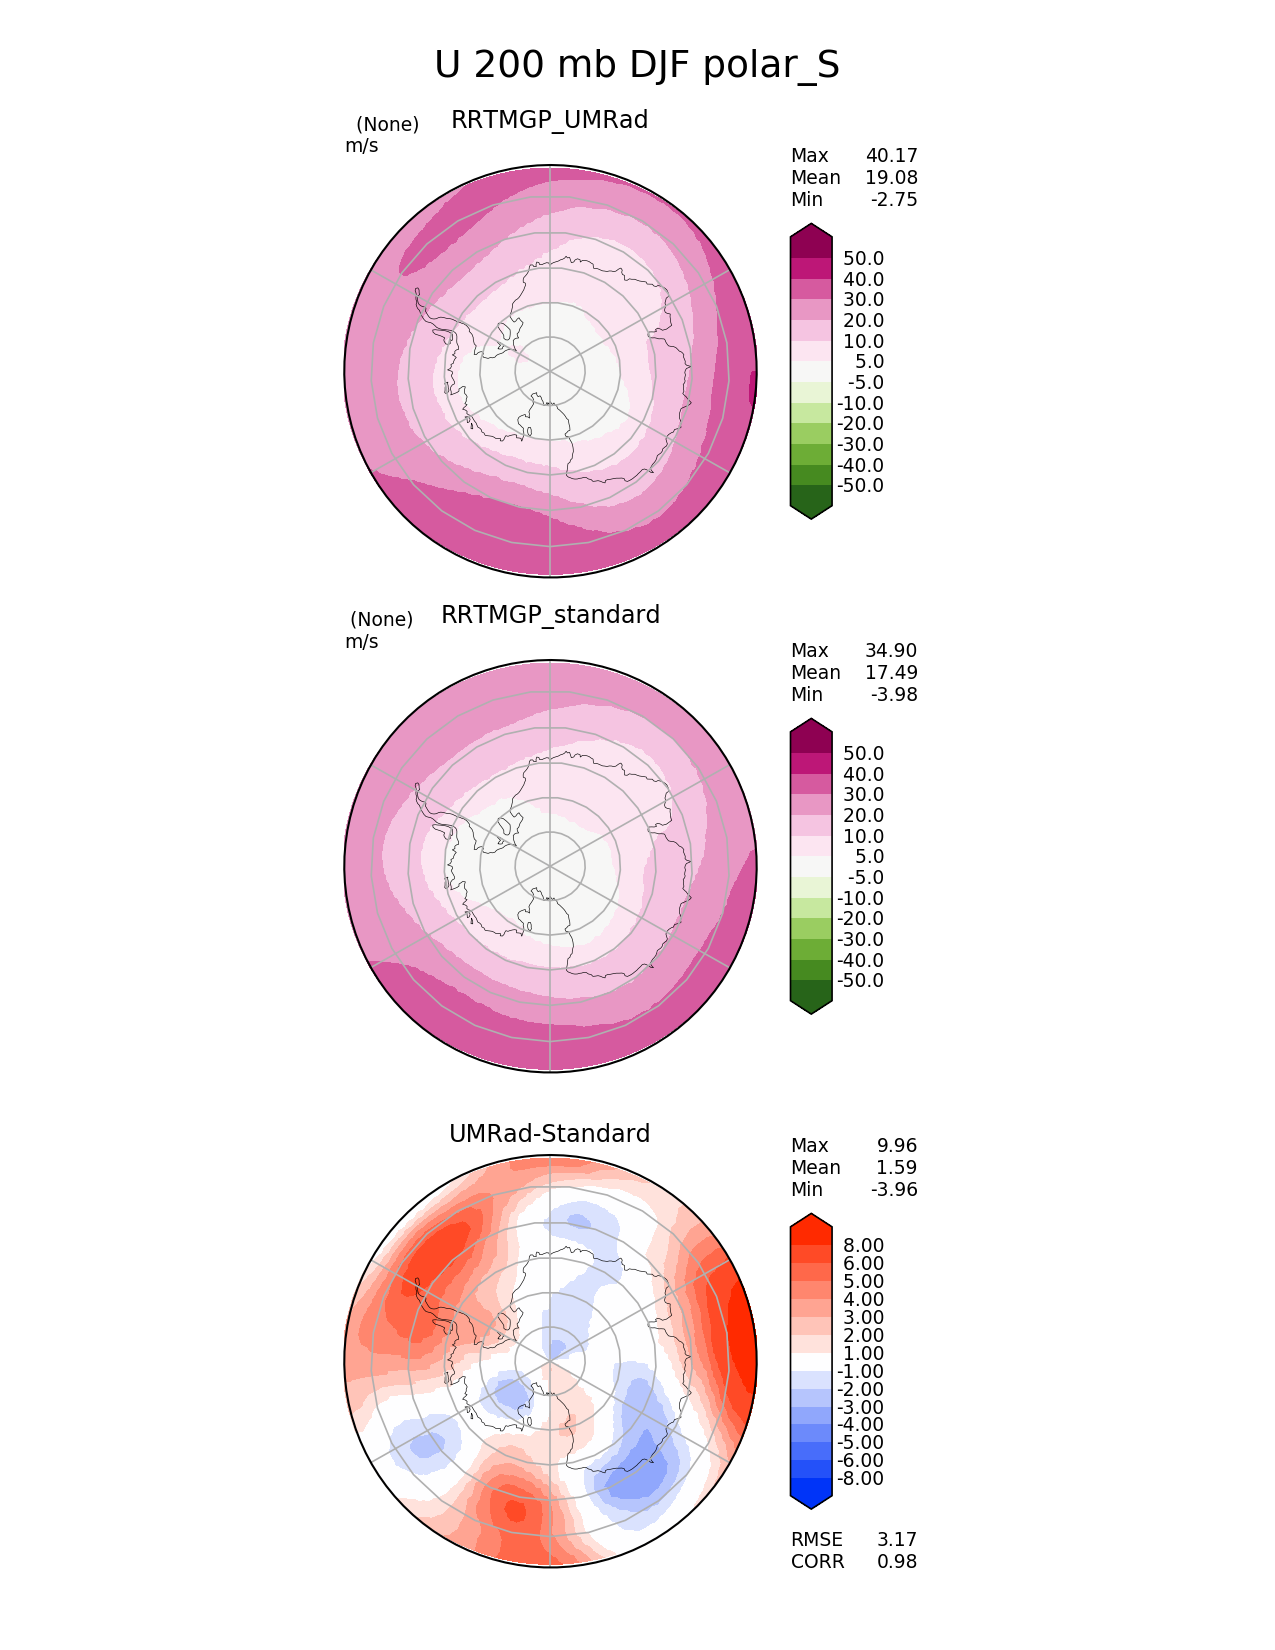 U 200 mb DJF polar_S
(None) RRTMGP_UMRad
m/s
Max 40.17
Mean 19.08
Min -2.75
50.0
40.0
30.0
20.0
10.0
5.0
-5.0
-10.0
-20.0
-30.0
-40.0
-50.0
(None) RRTMGP_standard
m/s
Max 34.90
Mean 17.49
Min -3.98
50.0
40.0
30.0
20.0
10.0
5.0
-5.0
-10.0
-20.0
-30.0
-40.0
-50.0
UMRad-Standard
Max 9.96
Mean 1.59
Min -3.96
8.00
6.00
5.00
4.00
3.00
2.00
1.00
-1.00
-2.00
-3.00
-4.00
-5.00
-6.00
-8.00
RMSE 3.17
CORR 0.98